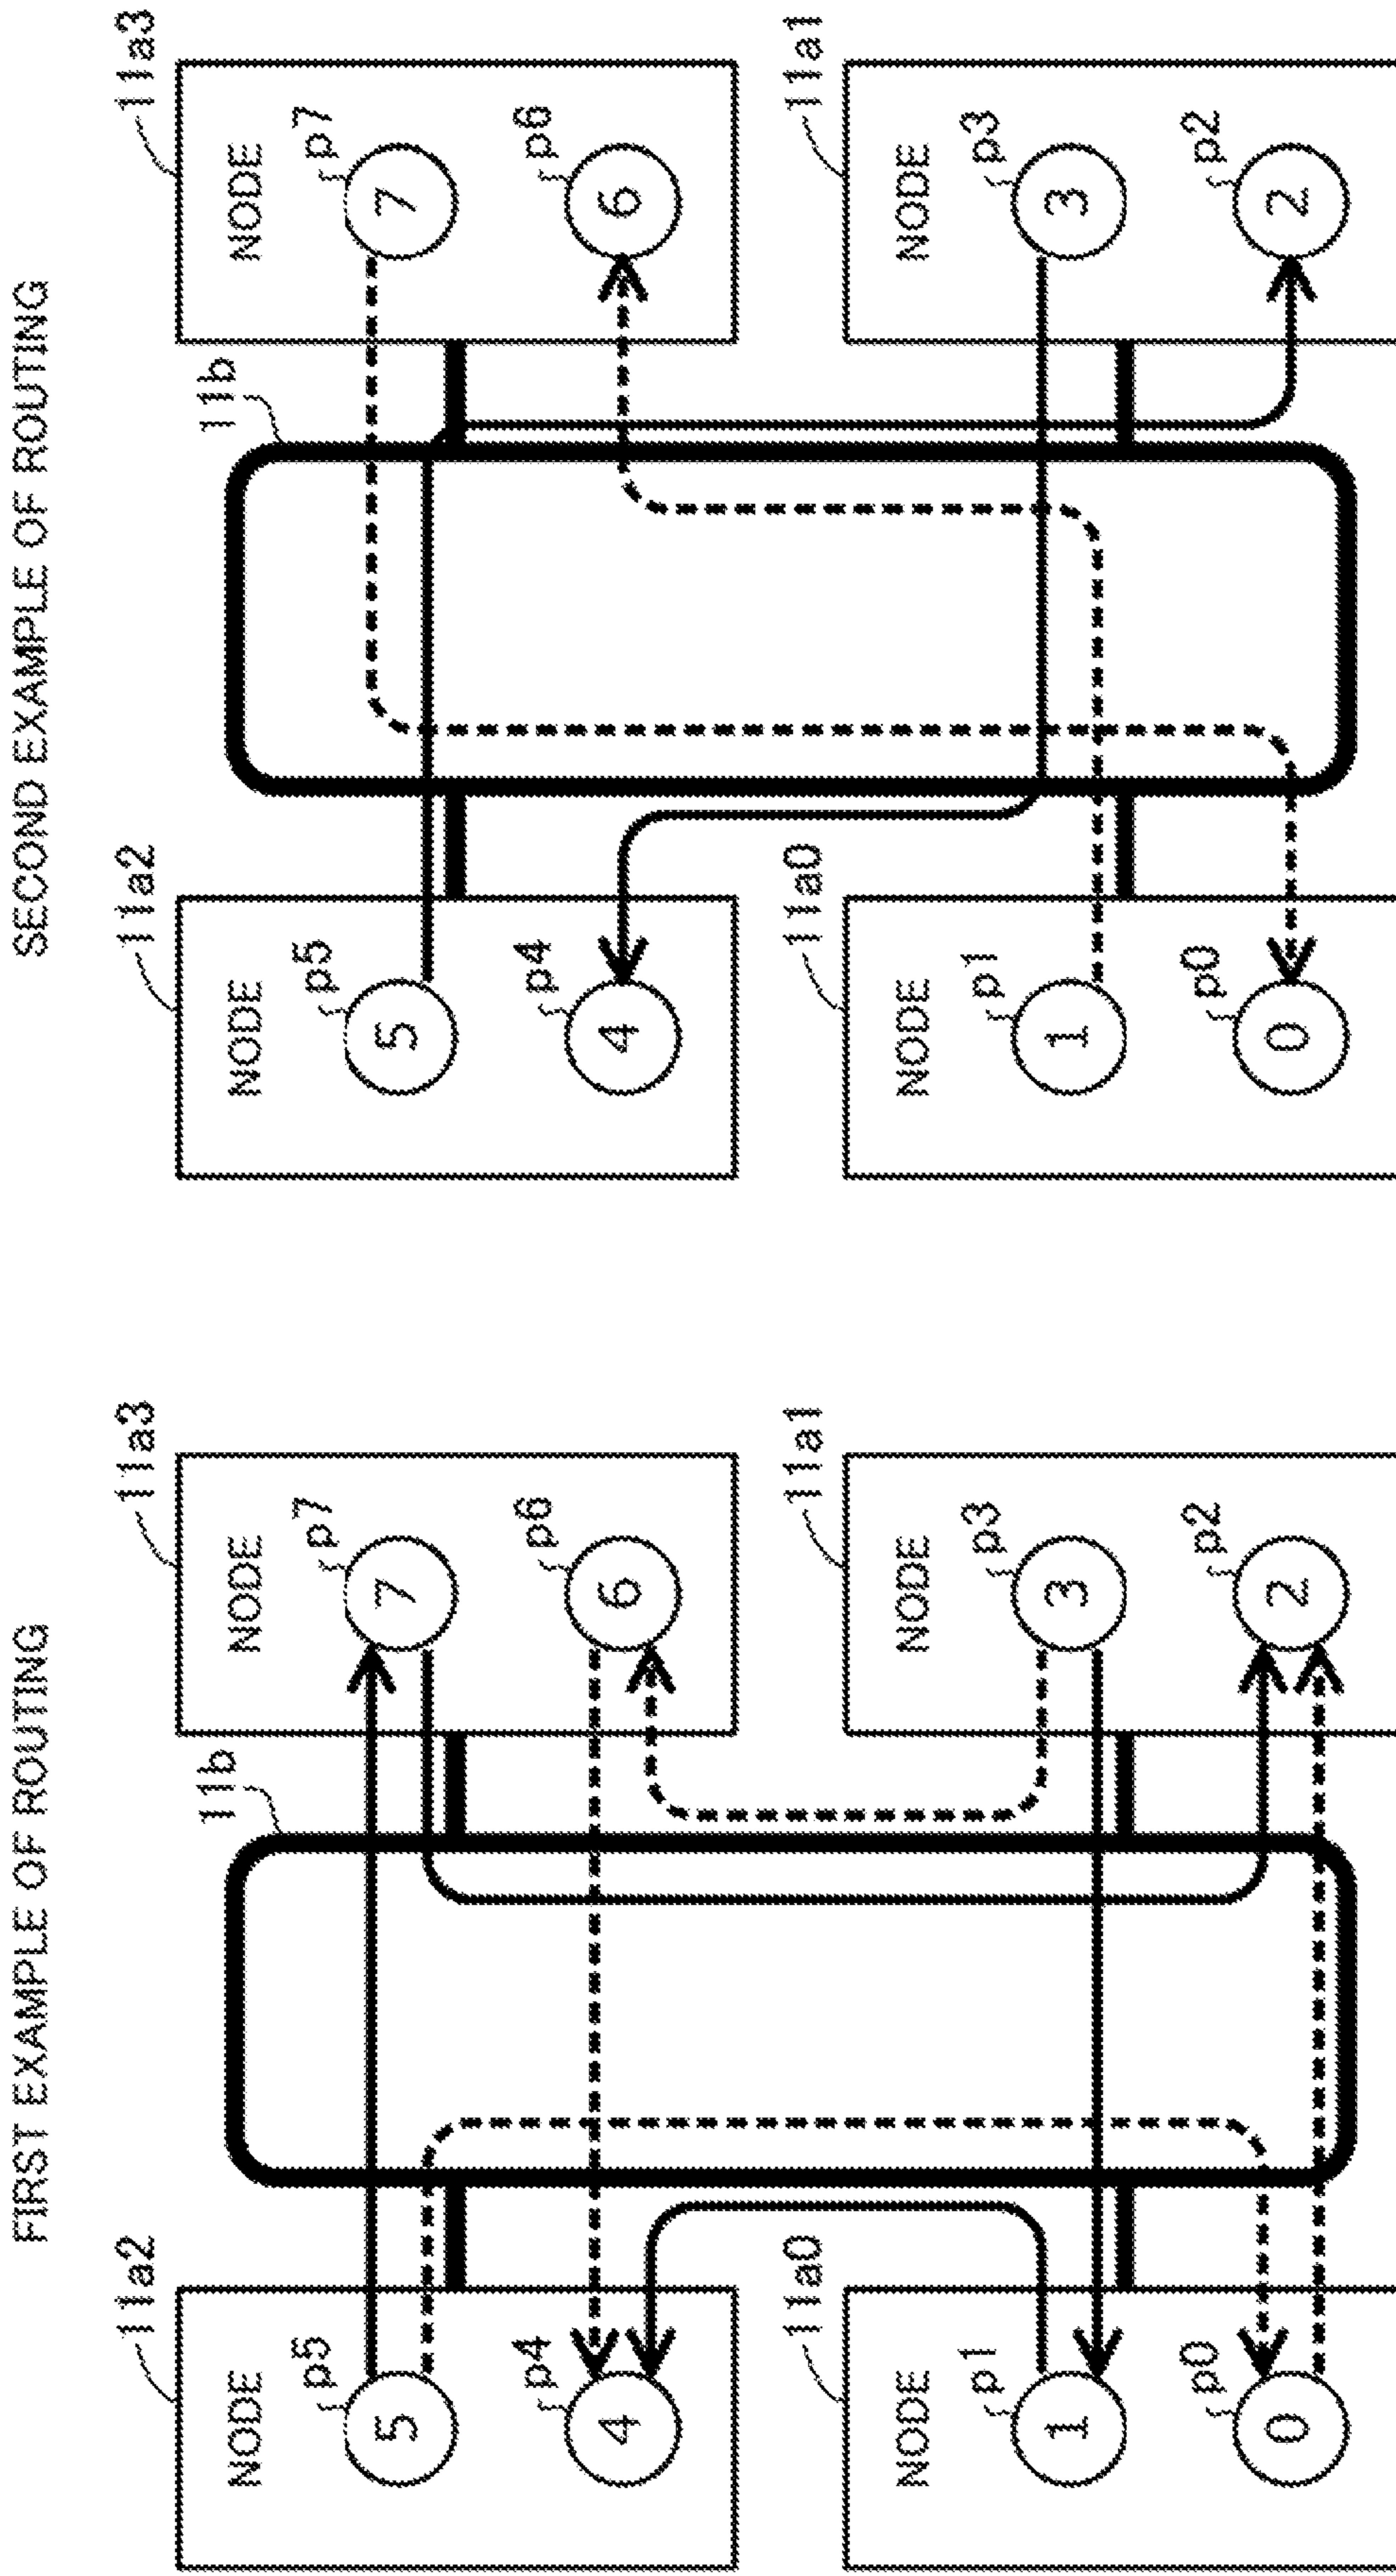 FIRST EXAMPLE OF ROUTING
11a2
NODE
p5
5
p4
4
11b
11a3
NODE
p7
7
p6
6
11a0
NODE
p1
1
p0
0
11a1
NODE
p3
3
p2
2
SECOND EXAMPLE OF ROUTING
11a2
NODE
p5
5
p4
4
11b
11a3
NODE
p7
7
p6
6
11a0
NODE
p1
1
p0
0
11a1
NODE
p3
3
p2
2